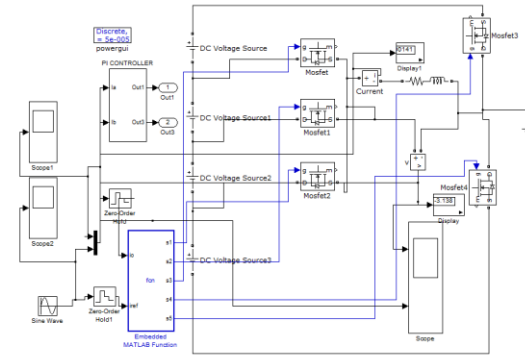 Discrete,
= 5e-005
powergui
PI CONTROLLER
Ia
Ib
Out1
Out3
1
Out1
2
Out3
Scope1
Scope2
Zero-Order
Hold
Sine Wave
Zero-Order
Hold1
io
iref
fcn
s1
s2
s3
s4
s5
Embedded
MATLAB Function
DC Voltage Source
DC Voltage Source1
DC Voltage Source2
DC Voltage Source3
Mosfet
Mosfet1
Mosfet2
Mosfet3
Mosfet4
Current
0141
Display1
-3.138
Display
Scope